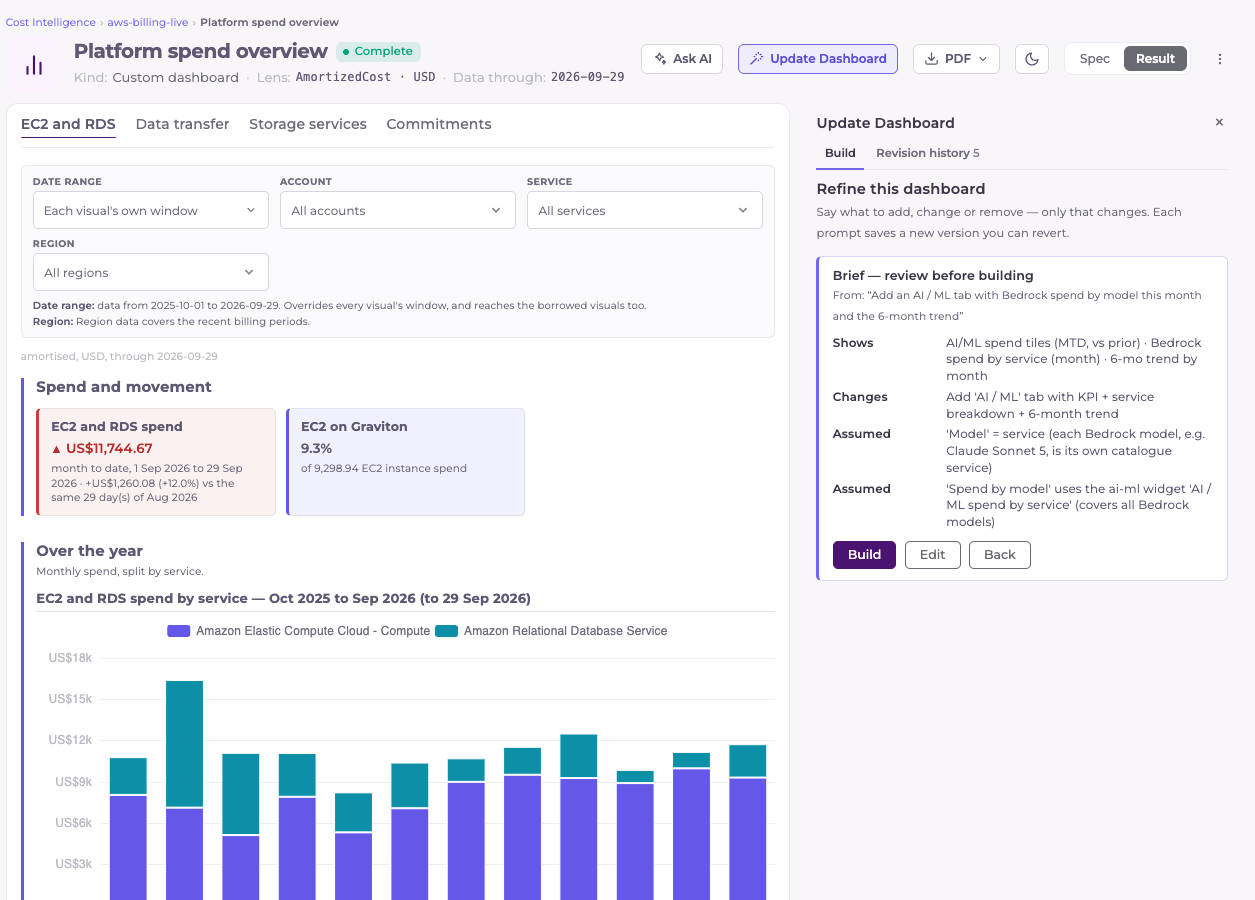 Cost Intelligence › aws-billing-live › Platform spend overview
Platform spend overview
Complete
Kind: Custom dashboard · Lens: AmortizedCost · USD · Data through: 2026-09-29
Ask AI
Update Dashboard
PDF
Spec
Result
EC2 and RDS
Data transfer
Storage services
Commitments
DATE RANGE
Each visual's own window
ACCOUNT
All accounts
SERVICE
All services
REGION
All regions
Date range: data from 2025-10-01 to 2026-09-29. Overrides every visual's window, and reaches the borrowed visuals too.
Region: Region data covers the recent billing periods.
amortised, USD, through 2026-09-29
Spend and movement
EC2 and RDS spend
▲ US$11,744.67
month to date, 1 Sep 2026 to 29 Sep
2026 · +US$1,260.08 (+12.0%) vs the
same 29 day(s) of Aug 2026
EC2 on Graviton
9.3%
of 9,298.94 EC2 instance spend
Over the year
Monthly spend, split by service.
EC2 and RDS spend by service — Oct 2025 to Sep 2026 (to 29 Sep 2026)
Amazon Elastic Compute Cloud - Compute
Amazon Relational Database Service
US$18k
US$15k
US$12k
US$9k
US$6k
US$3k
Update Dashboard
×
Build
Revision history 5
Refine this dashboard
Say what to add, change or remove — only that changes. Each
prompt saves a new version you can revert.
Brief — review before building
From: “Add an AI / ML tab with Bedrock spend by model this month
and the 6-month trend”
Shows
AI/ML spend tiles (MTD, vs prior) · Bedrock
spend by service (month) · 6-mo trend by
month
Changes
Add 'AI / ML' tab with KPI + service
breakdown + 6-month trend
Assumed
'Model' = service (each Bedrock model, e.g.
Claude Sonnet 5, is its own catalogue
service)
Assumed
'Spend by model' uses the ai-ml widget 'AI /
ML spend by service' (covers all Bedrock
models)
Build
Edit
Back